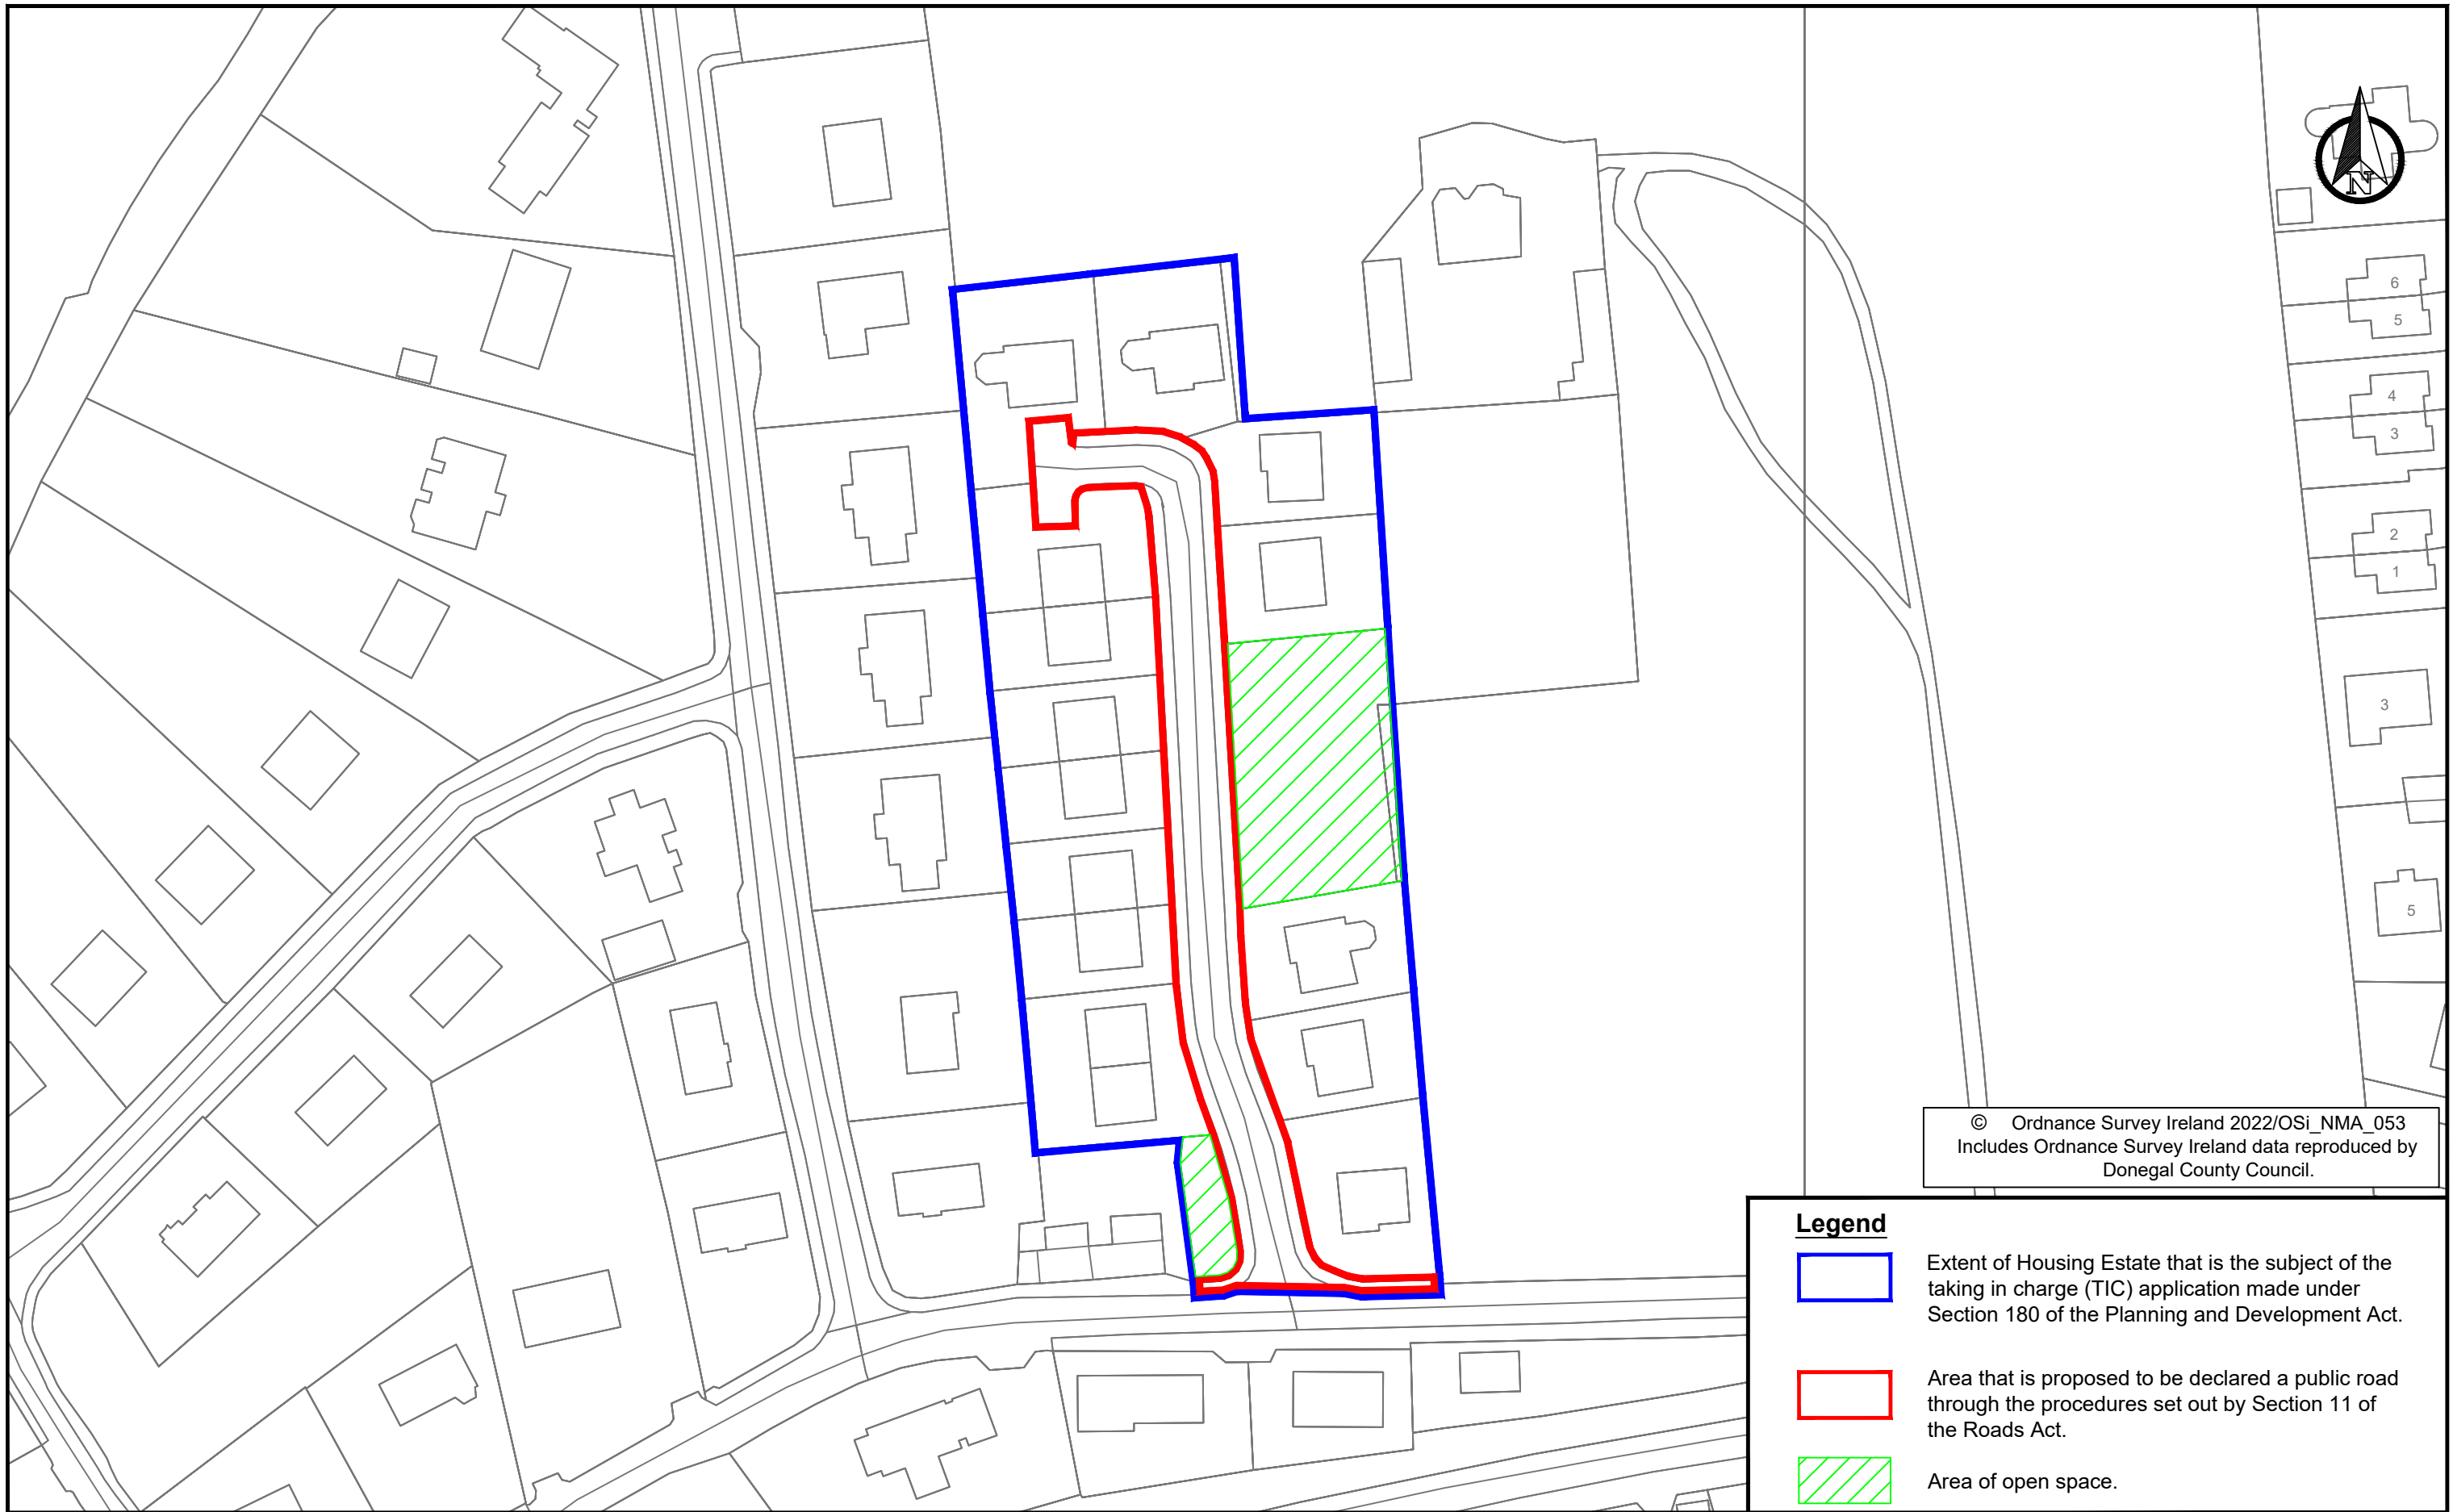 N
6
5
4
3
2
1
3
5
© Ordnance Survey Ireland 2022/OSi_NMA_053
Includes Ordnance Survey Ireland data reproduced by
Donegal County Council.
Legend
Extent of Housing Estate that is the subject of the
taking in charge (TIC) application made under
Section 180 of the Planning and Development Act.
Area that is proposed to be declared a public road
through the procedures set out by Section 11 of
the Roads Act.
Area of open space.